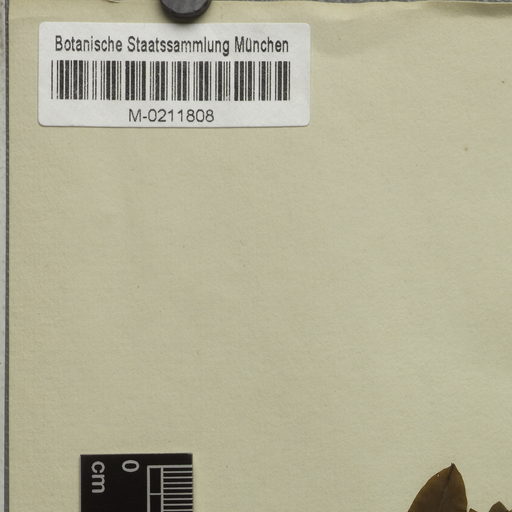 Botanische Staatssammlung München
M-0211808
0
cm